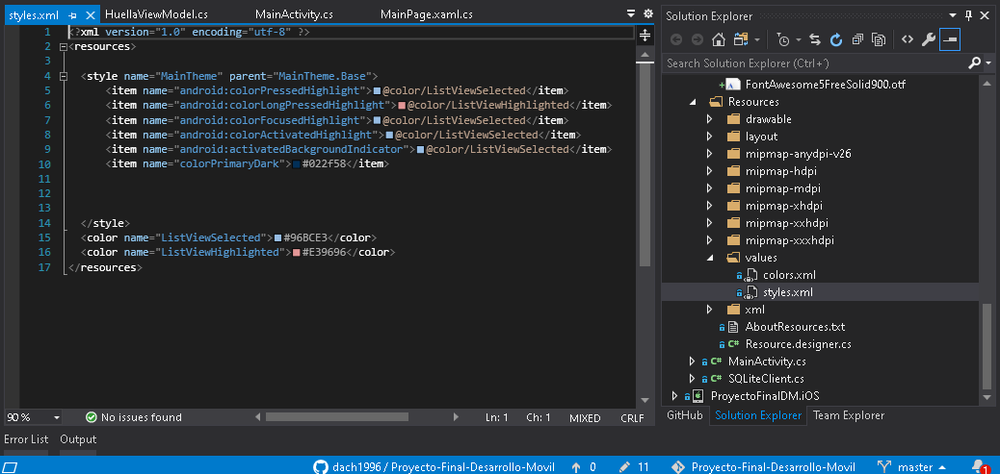 styles.xml HuellaViewModel.cs MainActivity.cs MainPage.xaml.cs
1 <?xml version="1.0" encoding="utf-8" ?>
2 <resources>
3
4 <style name="MainTheme" parent="MainTheme.Base">
5 <item name="android:colorPressedHighlight">@color/ListViewSelected</item>
6 <item name="android:colorLongPressedHighlight">@color/ListViewHighlighted</item>
7 <item name="android:colorFocusedHighlight">@color/ListViewSelected</item>
8 <item name="android:colorActivatedHighlight">@color/ListViewSelected</item>
9 <item name="android:activatedBackgroundIndicator">@color/ListViewSelected</item>
10 <item name="colorPrimaryDark">#022f58</item>
11
12
13
14 </style>
15 <color name="ListViewSelected">#96BCE3</color>
16 <color name="ListViewHighlighted">#E39696</color>
17 </resources>
90 % No issues found Ln: 1 Ch: 1 MIXED CRLF
Error List Output
Solution Explorer
Search Solution Explorer (Ctrl+´)
FontAwesome5FreeSolid900.otf
Resources
drawable
layout
mipmap-anydpi-v26
mipmap-hdpi
mipmap-mdpi
mipmap-xhdpi
mipmap-xxhdpi
mipmap-xxxhdpi
values
colors.xml
styles.xml
xml
AboutResources.txt
C# Resource.designer.cs
C# MainActivity.cs
C# SQLiteClient.cs
ProyectoFinalDM.iOS
GitHub Solution Explorer Team Explorer
dach1996 / Proyecto-Final-Desarrollo-Movil 0 11 Proyecto-Final-Desarrollo-Movil master 1